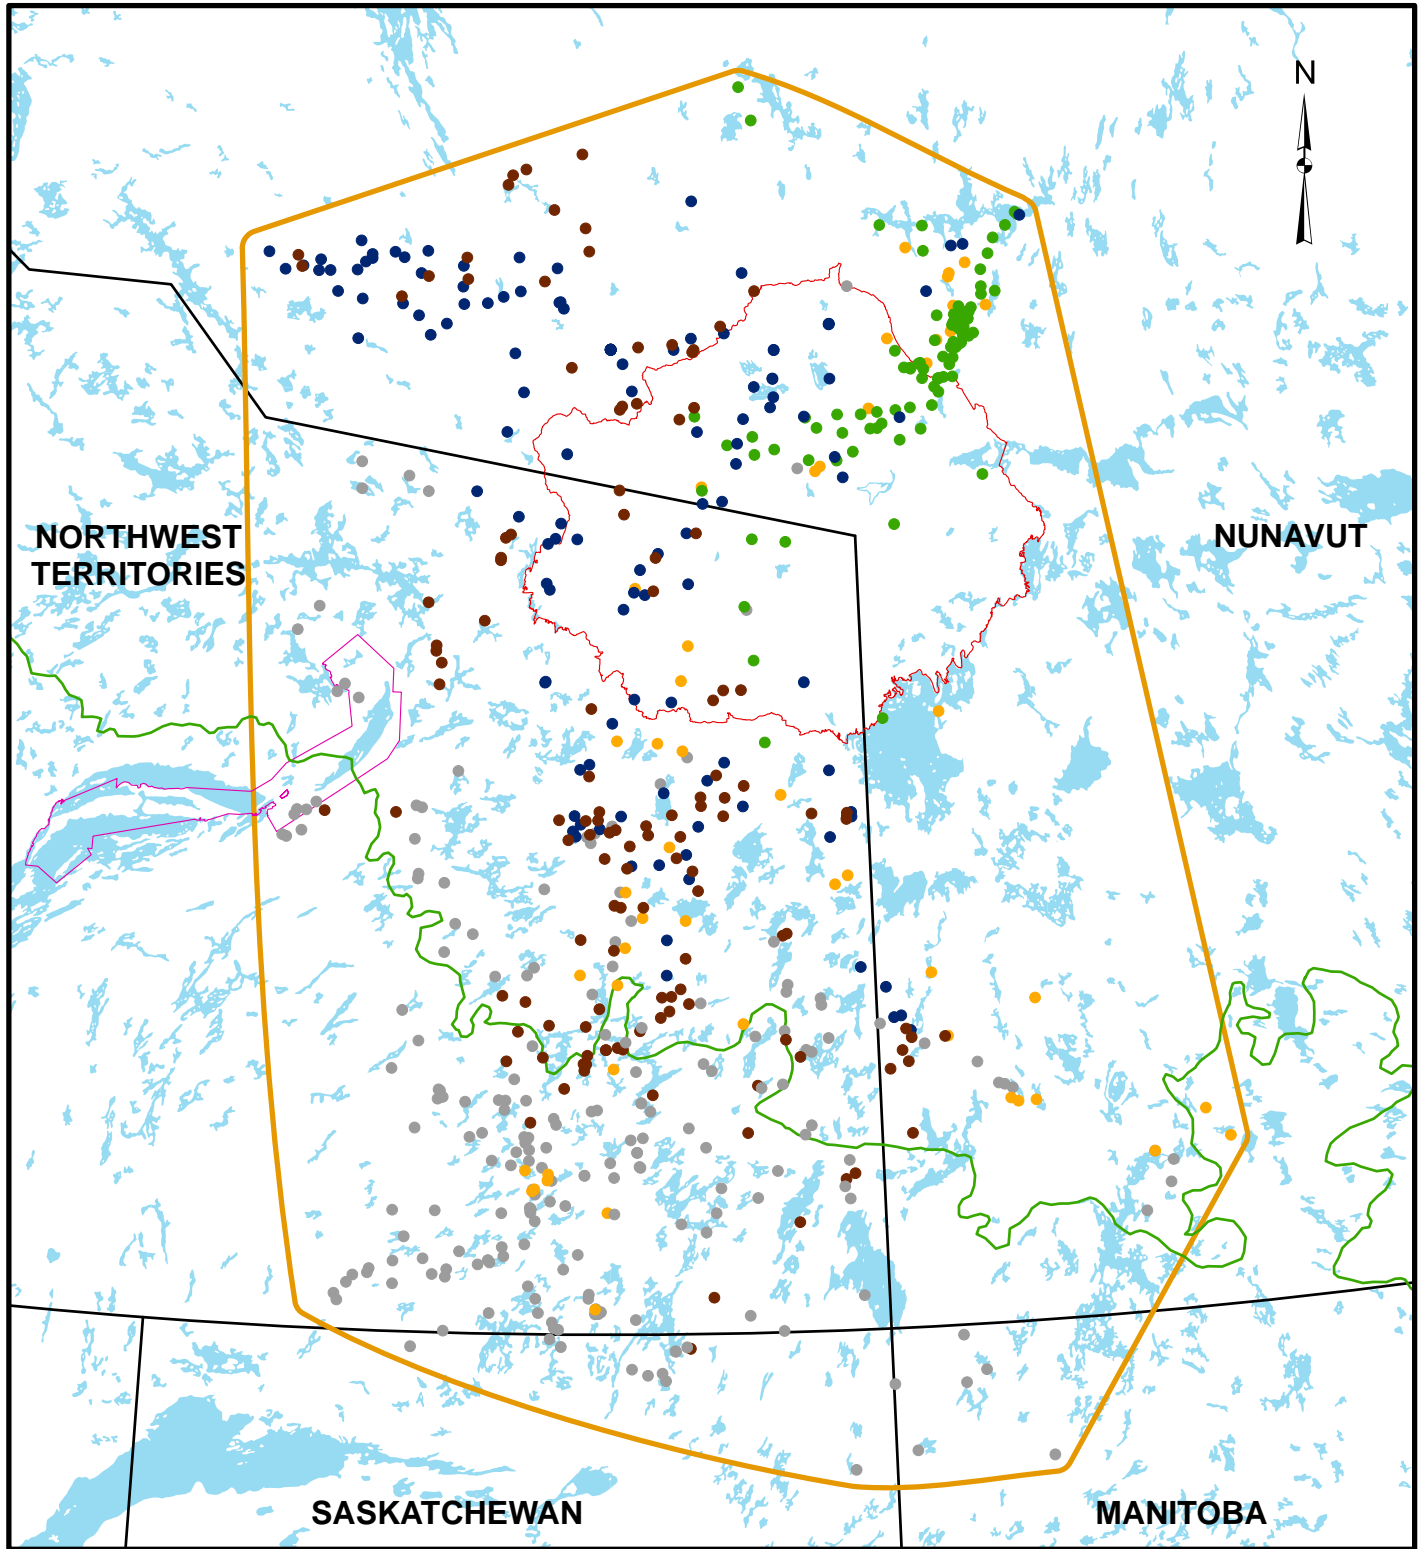 N
NORTHWEST
TERRITORIES
NUNAVUT
SASKATCHEWAN
MANITOBA